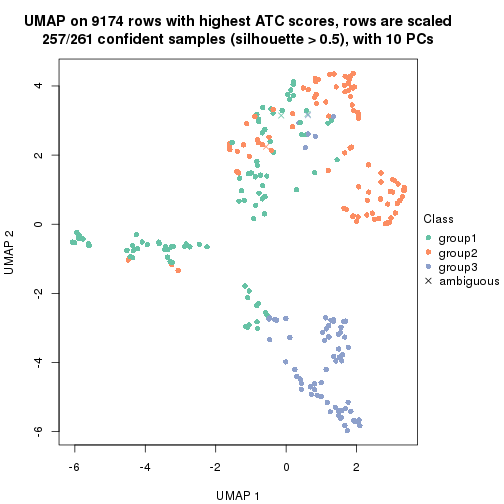 UMAP on 9174 rows with highest ATC scores, rows are scaled
257/261 confident samples (silhouette > 0.5), with 10 PCs
4
2
0
-2
-4
-6
UMAP 2
-6
-4
-2
0
2
UMAP 1
Class
group1
group2
group3
ambiguous